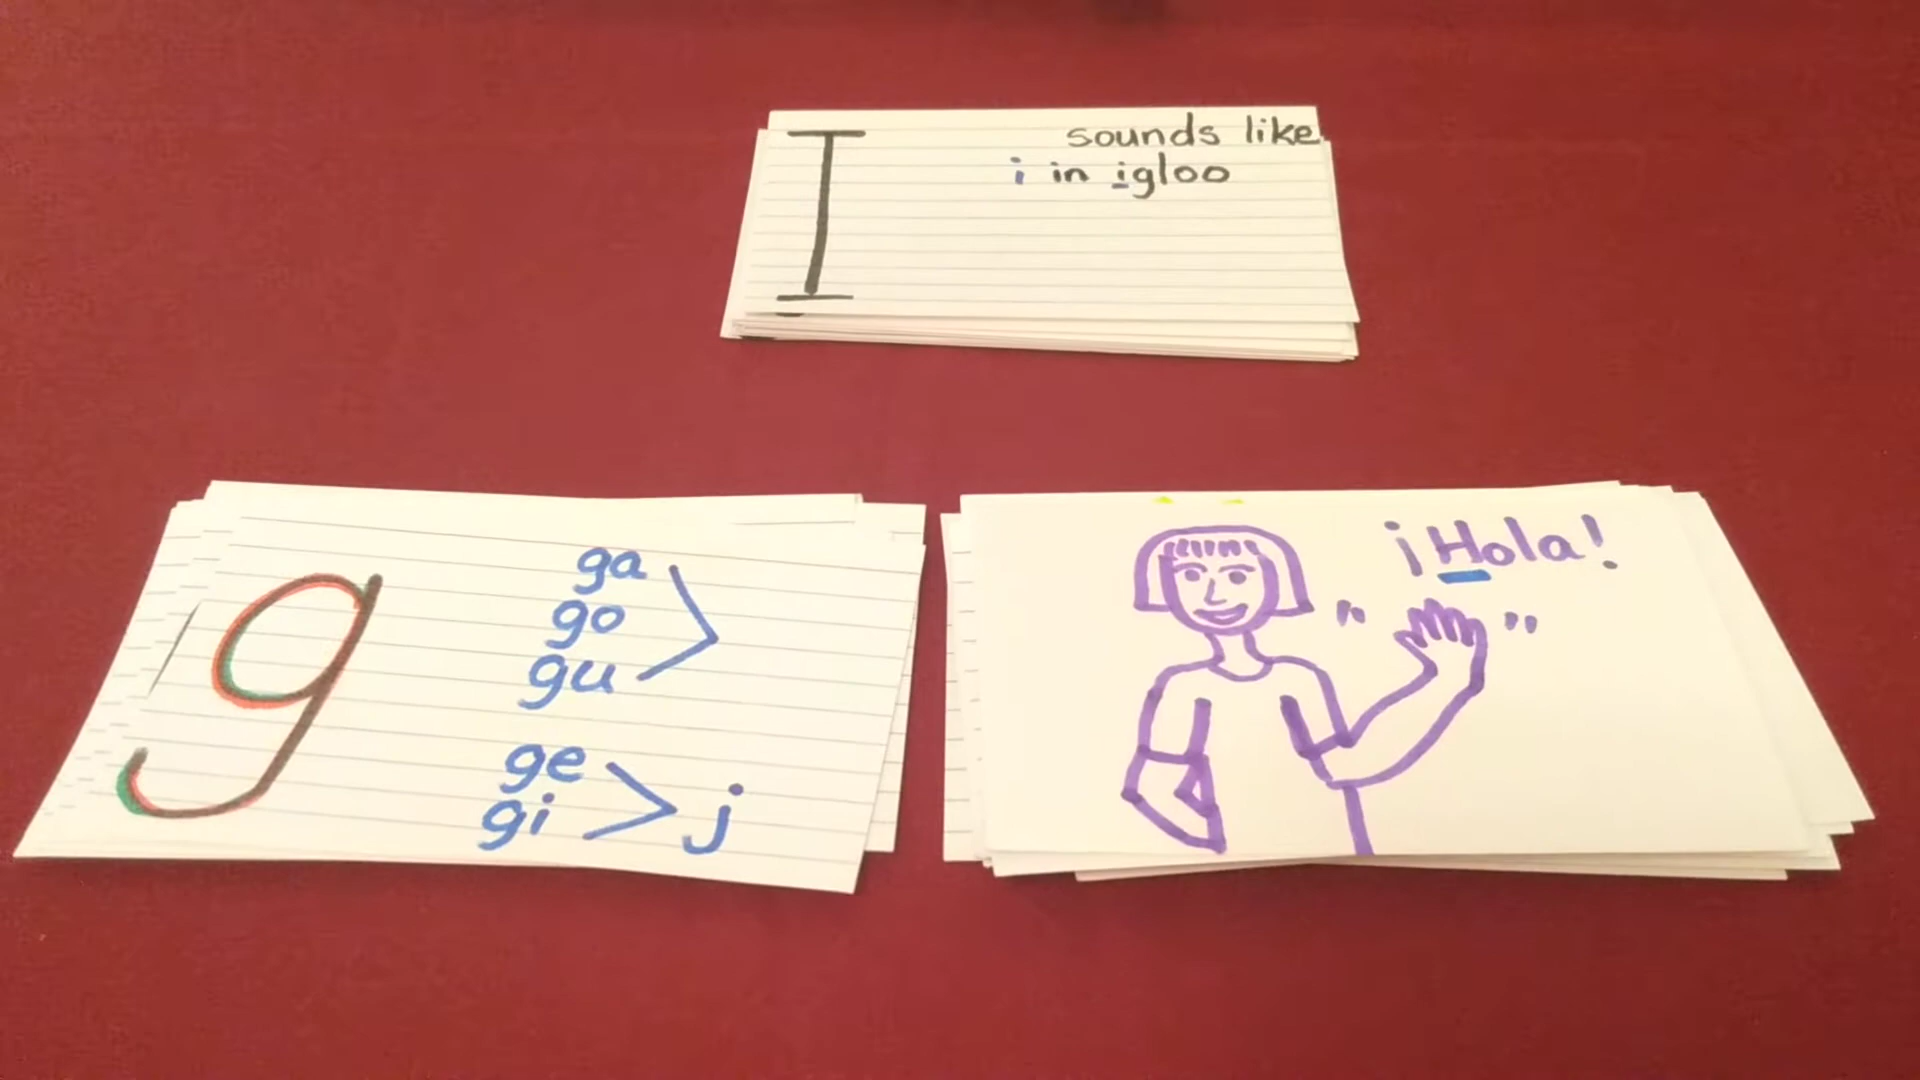 I
sounds like
i in igloo
g
ga
go
gu
ge
gi
j
¡Hola!
" "